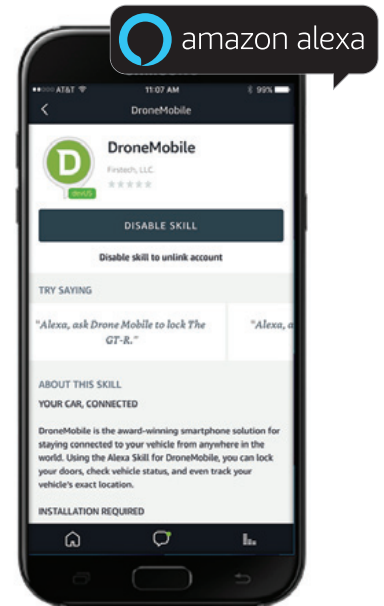 amazon alexa
AT&T 11:07 AM 99%
DroneMobile
D
DroneMobile
Firstech, LLC.
devUS
DISABLE SKILL
Disable skill to unlink account
TRY SAYING
"Alexa, ask Drone Mobile to lock The
GT-R."
"Alexa, a
ABOUT THIS SKILL
YOUR CAR, CONNECTED
DroneMobile is the award-winning smartphone solution for
staying connected to your vehicle from anywhere in the
world. Using the Alexa Skill for DroneMobile, you can lock
your doors, check vehicle status, and even track your
vehicle's exact location.
INSTALLATION REQUIRED